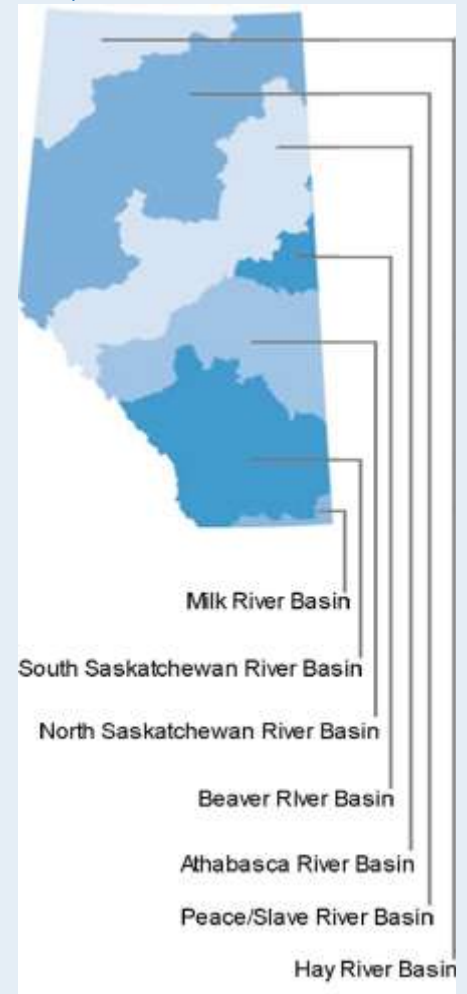 Milk River Basin
South Saskatchewan River Basin
North Saskatchewan River Basin
Beaver RIver Basin
Athabasca River Basin
Peace/Slave River Basin
Hay River Basin